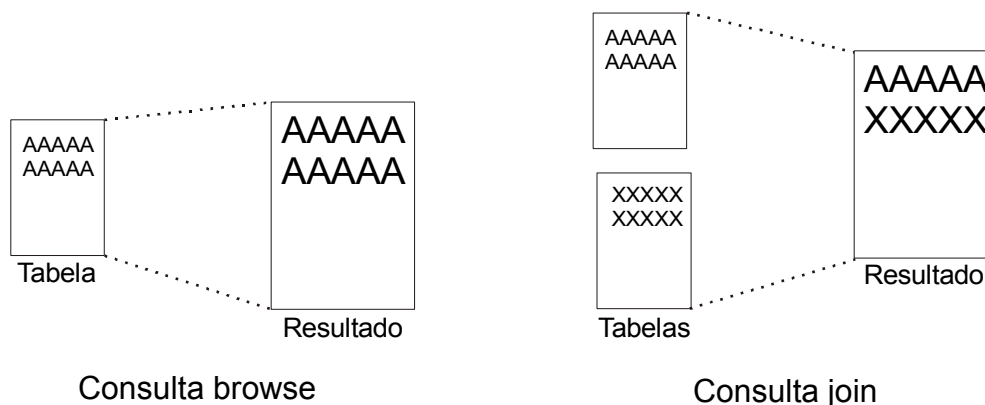 AAAAA
AAAAA
Tabela
AAAAA
AAAAA
Resultado
Consulta browse
AAAAA
AAAAA
XXXXX
XXXXX
Tabelas
AAAAA
XXXXX
Resultado
Consulta join